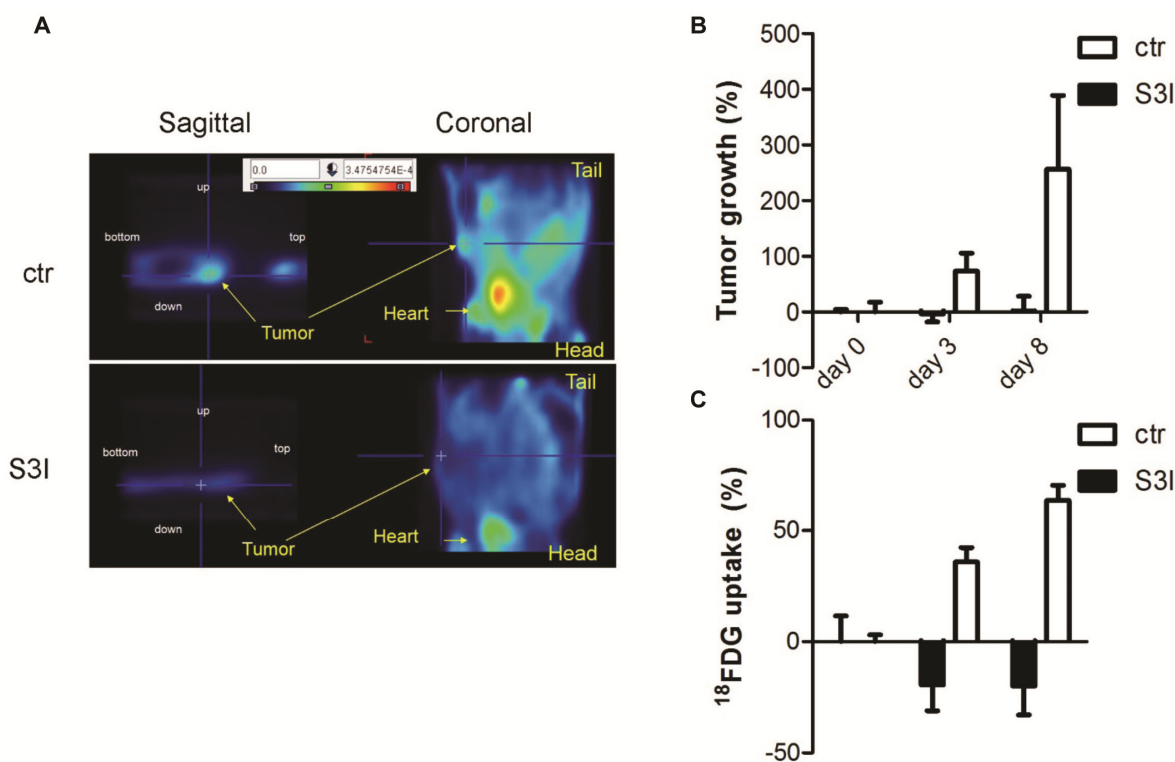 A
Sagittal
Coronal
ctr
0.0
3.4754754E-4
up
bottom
top
down
Tumor
Tail
Heart
Head
S3I
up
bottom
top
down
Tumor
Tail
Heart
Head
B
Tumor growth (%)
500
400
300
200
100
0
-100
day 0
day 3
day 8
ctr
S3I
C
18FDG uptake (%)
100
50
0
-50
ctr
S3I